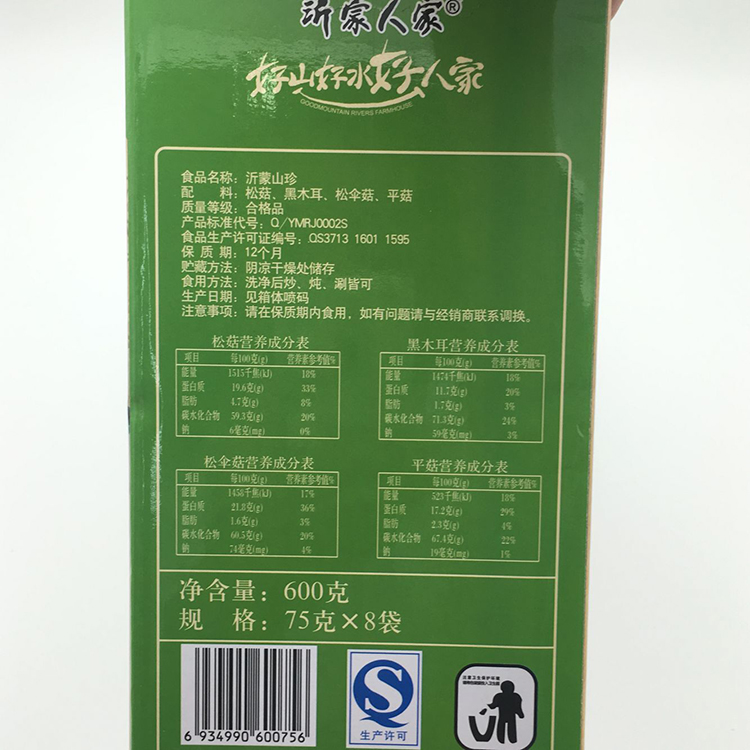 沂蒙人家®
好山好水好人家
GOODMOUNTAIN RIVERS FARMHOUSE
食品名称：沂蒙山珍
配 料：松菇、黑木耳、松伞菇、平菇
质量等级：合格品
产品标准代号：Q/YMRJ0002S
食品生产许可证编号：QS3713 1601 1595
保 质 期：12个月
贮藏方法：阴凉干燥处储存
食用方法：洗净后炒、炖、涮皆可
生产日期：见箱体喷码
注意事项：请在保质期内食用，如有问题请与经销商联系调换。
松菇营养成分表
项目 每100克(g) 营养素参考值%
能量 1515千焦(kJ) 18%
蛋白质 19.6克(g) 33%
脂肪 4.7克(g) 8%
碳水化合物 59.3克(g) 20%
钠 6毫克(mg) 0%
黑木耳营养成分表
项目 每100克(g) 营养素参考值%
能量 1474千焦(kJ) 18%
蛋白质 11.7克(g) 20%
脂肪 1.7克(g) 3%
碳水化合物 71.3克(g) 24%
钠 59毫克(mg) 3%
松伞菇营养成分表
项目 每100克(g) 营养素参考值%
能量 1458千焦(kJ) 17%
蛋白质 21.8克(g) 36%
脂肪 1.6克(g) 3%
碳水化合物 60.5克(g) 20%
钠 74毫克(mg) 4%
平菇营养成分表
项目 每100克(g) 营养素参考值%
能量 523千焦(kJ) 18%
蛋白质 17.2克(g) 29%
脂肪 2.3克(g) 4%
碳水化合物 67.4克(g) 22%
钠 19毫克(mg) 1%
净含量：600克
规 格：75克×8袋
6 934990 600756
QS
生产许可